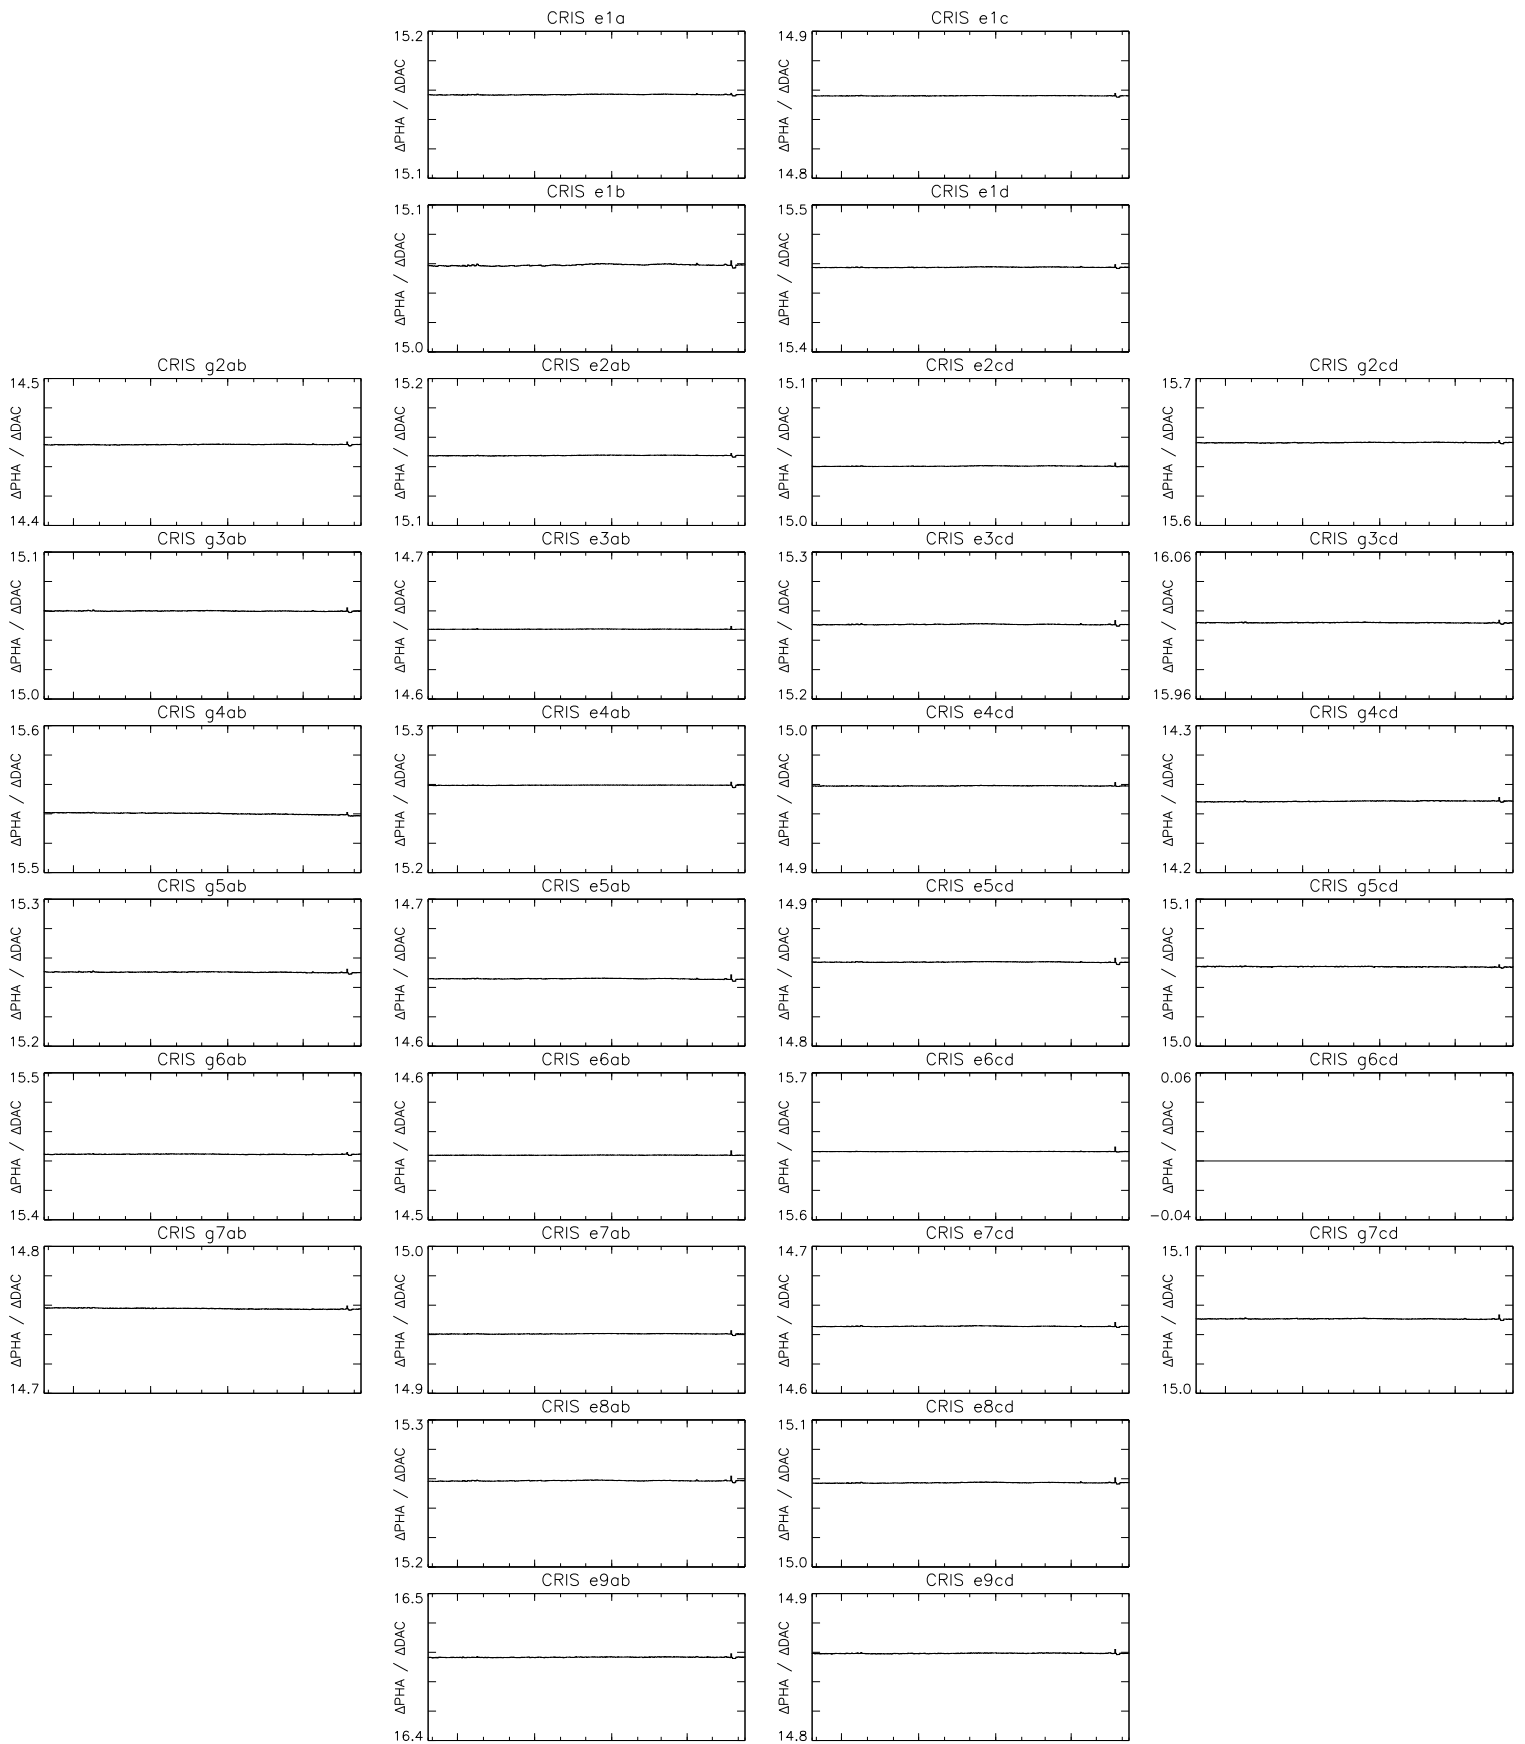 CRIS e1a CRIS e1c
15.2 14.9
ΔPHA / ΔDAC ΔPHA / ΔDAC
15.1 14.8
CRIS e1b CRIS e1d
15.1 15.5
ΔPHA / ΔDAC ΔPHA / ΔDAC
15.0 15.4
CRIS g2ab CRIS e2ab CRIS e2cd CRIS g2cd
14.5 15.2 15.1 15.7
ΔPHA / ΔDAC ΔPHA / ΔDAC ΔPHA / ΔDAC ΔPHA / ΔDAC
14.4 15.1 15.0 15.6
CRIS g3ab CRIS e3ab CRIS e3cd CRIS g3cd
15.1 14.7 15.3 16.06
ΔPHA / ΔDAC ΔPHA / ΔDAC ΔPHA / ΔDAC ΔPHA / ΔDAC
15.0 14.6 15.2 15.96
CRIS g4ab CRIS e4ab CRIS e4cd CRIS g4cd
15.6 15.3 15.0 14.3
ΔPHA / ΔDAC ΔPHA / ΔDAC ΔPHA / ΔDAC ΔPHA / ΔDAC
15.5 15.2 14.9 14.2
CRIS g5ab CRIS e5ab CRIS e5cd CRIS g5cd
15.3 14.7 14.9 15.1
ΔPHA / ΔDAC ΔPHA / ΔDAC ΔPHA / ΔDAC ΔPHA / ΔDAC
15.2 14.6 14.8 15.0
CRIS g6ab CRIS e6ab CRIS e6cd CRIS g6cd
15.5 14.6 15.7 0.06
ΔPHA / ΔDAC ΔPHA / ΔDAC ΔPHA / ΔDAC ΔPHA / ΔDAC
15.4 14.5 15.6 −0.04
CRIS g7ab CRIS e7ab CRIS e7cd CRIS g7cd
14.8 15.0 14.7 15.1
ΔPHA / ΔDAC ΔPHA / ΔDAC ΔPHA / ΔDAC ΔPHA / ΔDAC
14.7 14.9 14.6 15.0
CRIS e8ab CRIS e8cd
15.3 15.1
ΔPHA / ΔDAC ΔPHA / ΔDAC
15.2 15.0
CRIS e9ab CRIS e9cd
16.5 14.9
ΔPHA / ΔDAC ΔPHA / ΔDAC
16.4 14.8